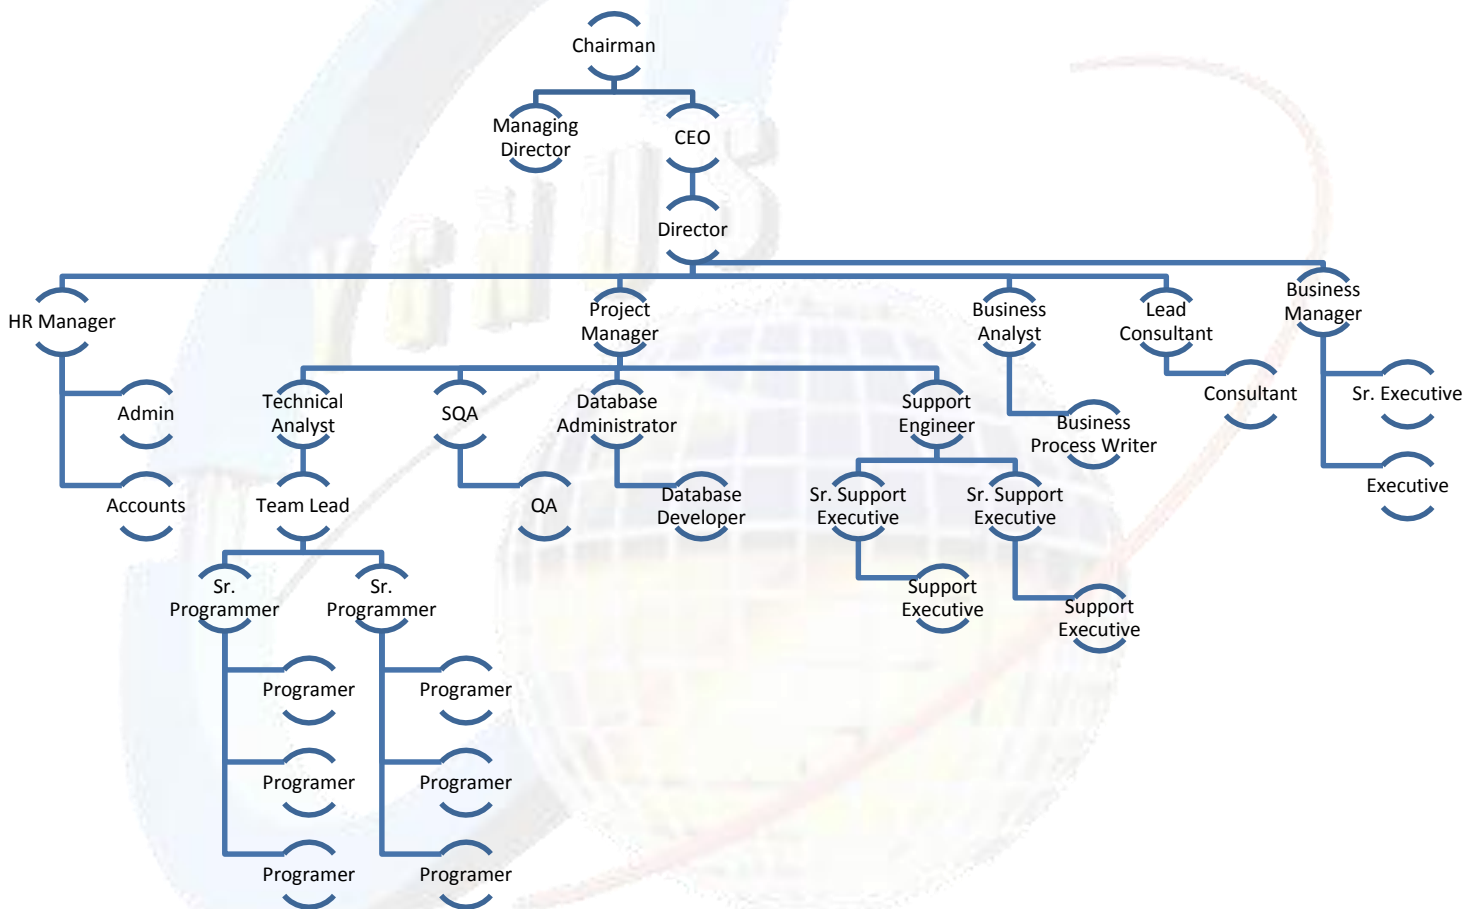 Chairman
Managing
Director
CEO
Director
HR Manager
Project
Manager
Business
Analyst
Lead
Consultant
Business
Manager
Admin
Accounts
Technical
Analyst
SQA
Database
Administrator
Support
Engineer
Business
Process Writer
Consultant
Sr. Executive
Executive
Team Lead
QA
Database
Developer
Sr. Support
Executive
Sr. Support
Executive
Support
Executive
Support
Executive
Sr.
Programmer
Sr.
Programmer
Programer
Programer
Programer
Programer
Programer
Programer